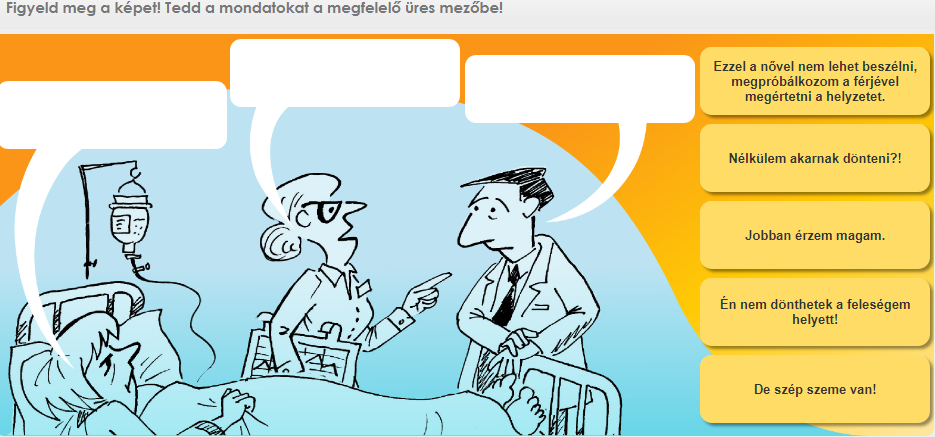 Figyeld meg a képet! Tedd a mondatokat a megfelelő üres mezőbe!
Ezzel a nővel nem lehet beszélni,
megpróbálkozom a férjével
megértetni a helyzetet.
Nélkülem akarnak dönteni?!
Jobban érzem magam.
Én nem dönthetek a feleségem
helyett!
De szép szeme van!